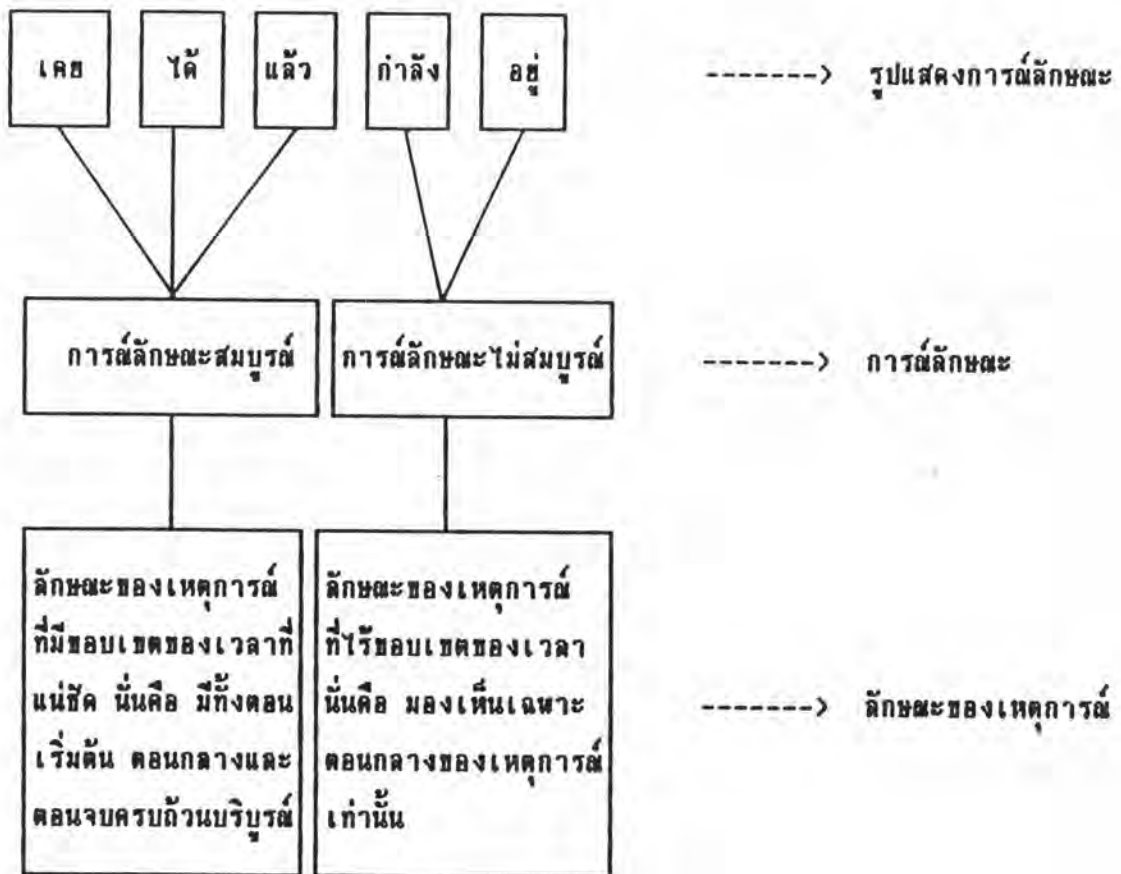 เคย ได้ แล้ว กำลัง อยู่ -------> รูปแสดงการณ์ลักษณะ
การณ์ลักษณะสมบูรณ์ การณ์ลักษณะไม่สมบูรณ์ -------> การณ์ลักษณะ
ลักษณะของเหตุการณ์
ที่มีขอบเขตของเวลาที่
แน่ชัด นั่นคือ มีทั้งตอน
เริ่มต้น ตอนกลางและ
ตอนจบครบถ้วนบริบูรณ์
ลักษณะของเหตุการณ์
ที่ไร้ขอบเขตของเวลา
นั่นคือ มองเห็นเฉพาะ
ตอนกลางของเหตุการณ์
เท่านั้น
-------> ลักษณะของเหตุการณ์